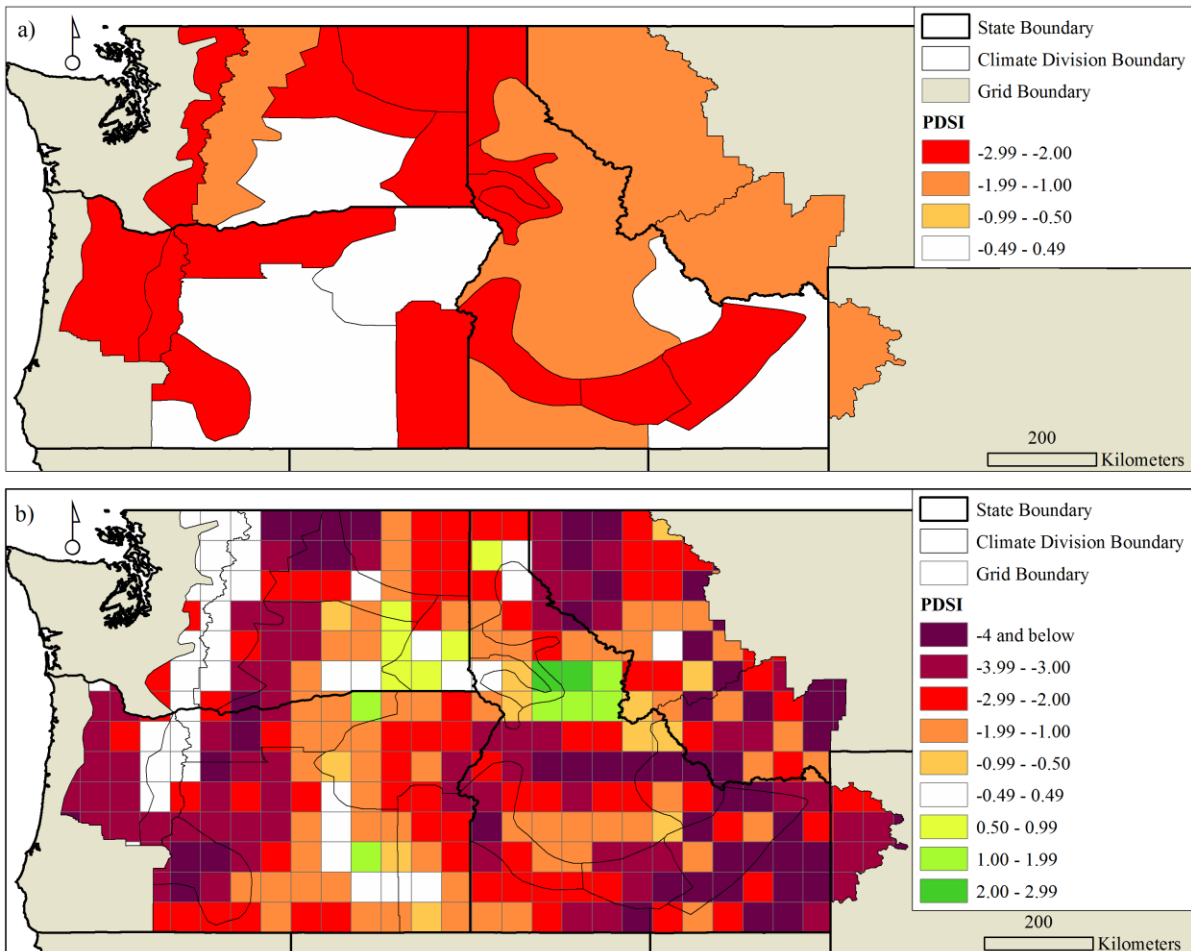 a)
State Boundary
Climate Division Boundary
Grid Boundary
PDSI
-2.99 - -2.00
-1.99 - -1.00
-0.99 - -0.50
-0.49 - 0.49
200
Kilometers
b)
State Boundary
Climate Division Boundary
Grid Boundary
PDSI
-4 and below
-3.99 - -3.00
-2.99 - -2.00
-1.99 - -1.00
-0.99 - -0.50
-0.49 - 0.49
0.50 - 0.99
1.00 - 1.99
2.00 - 2.99
200
Kilometers